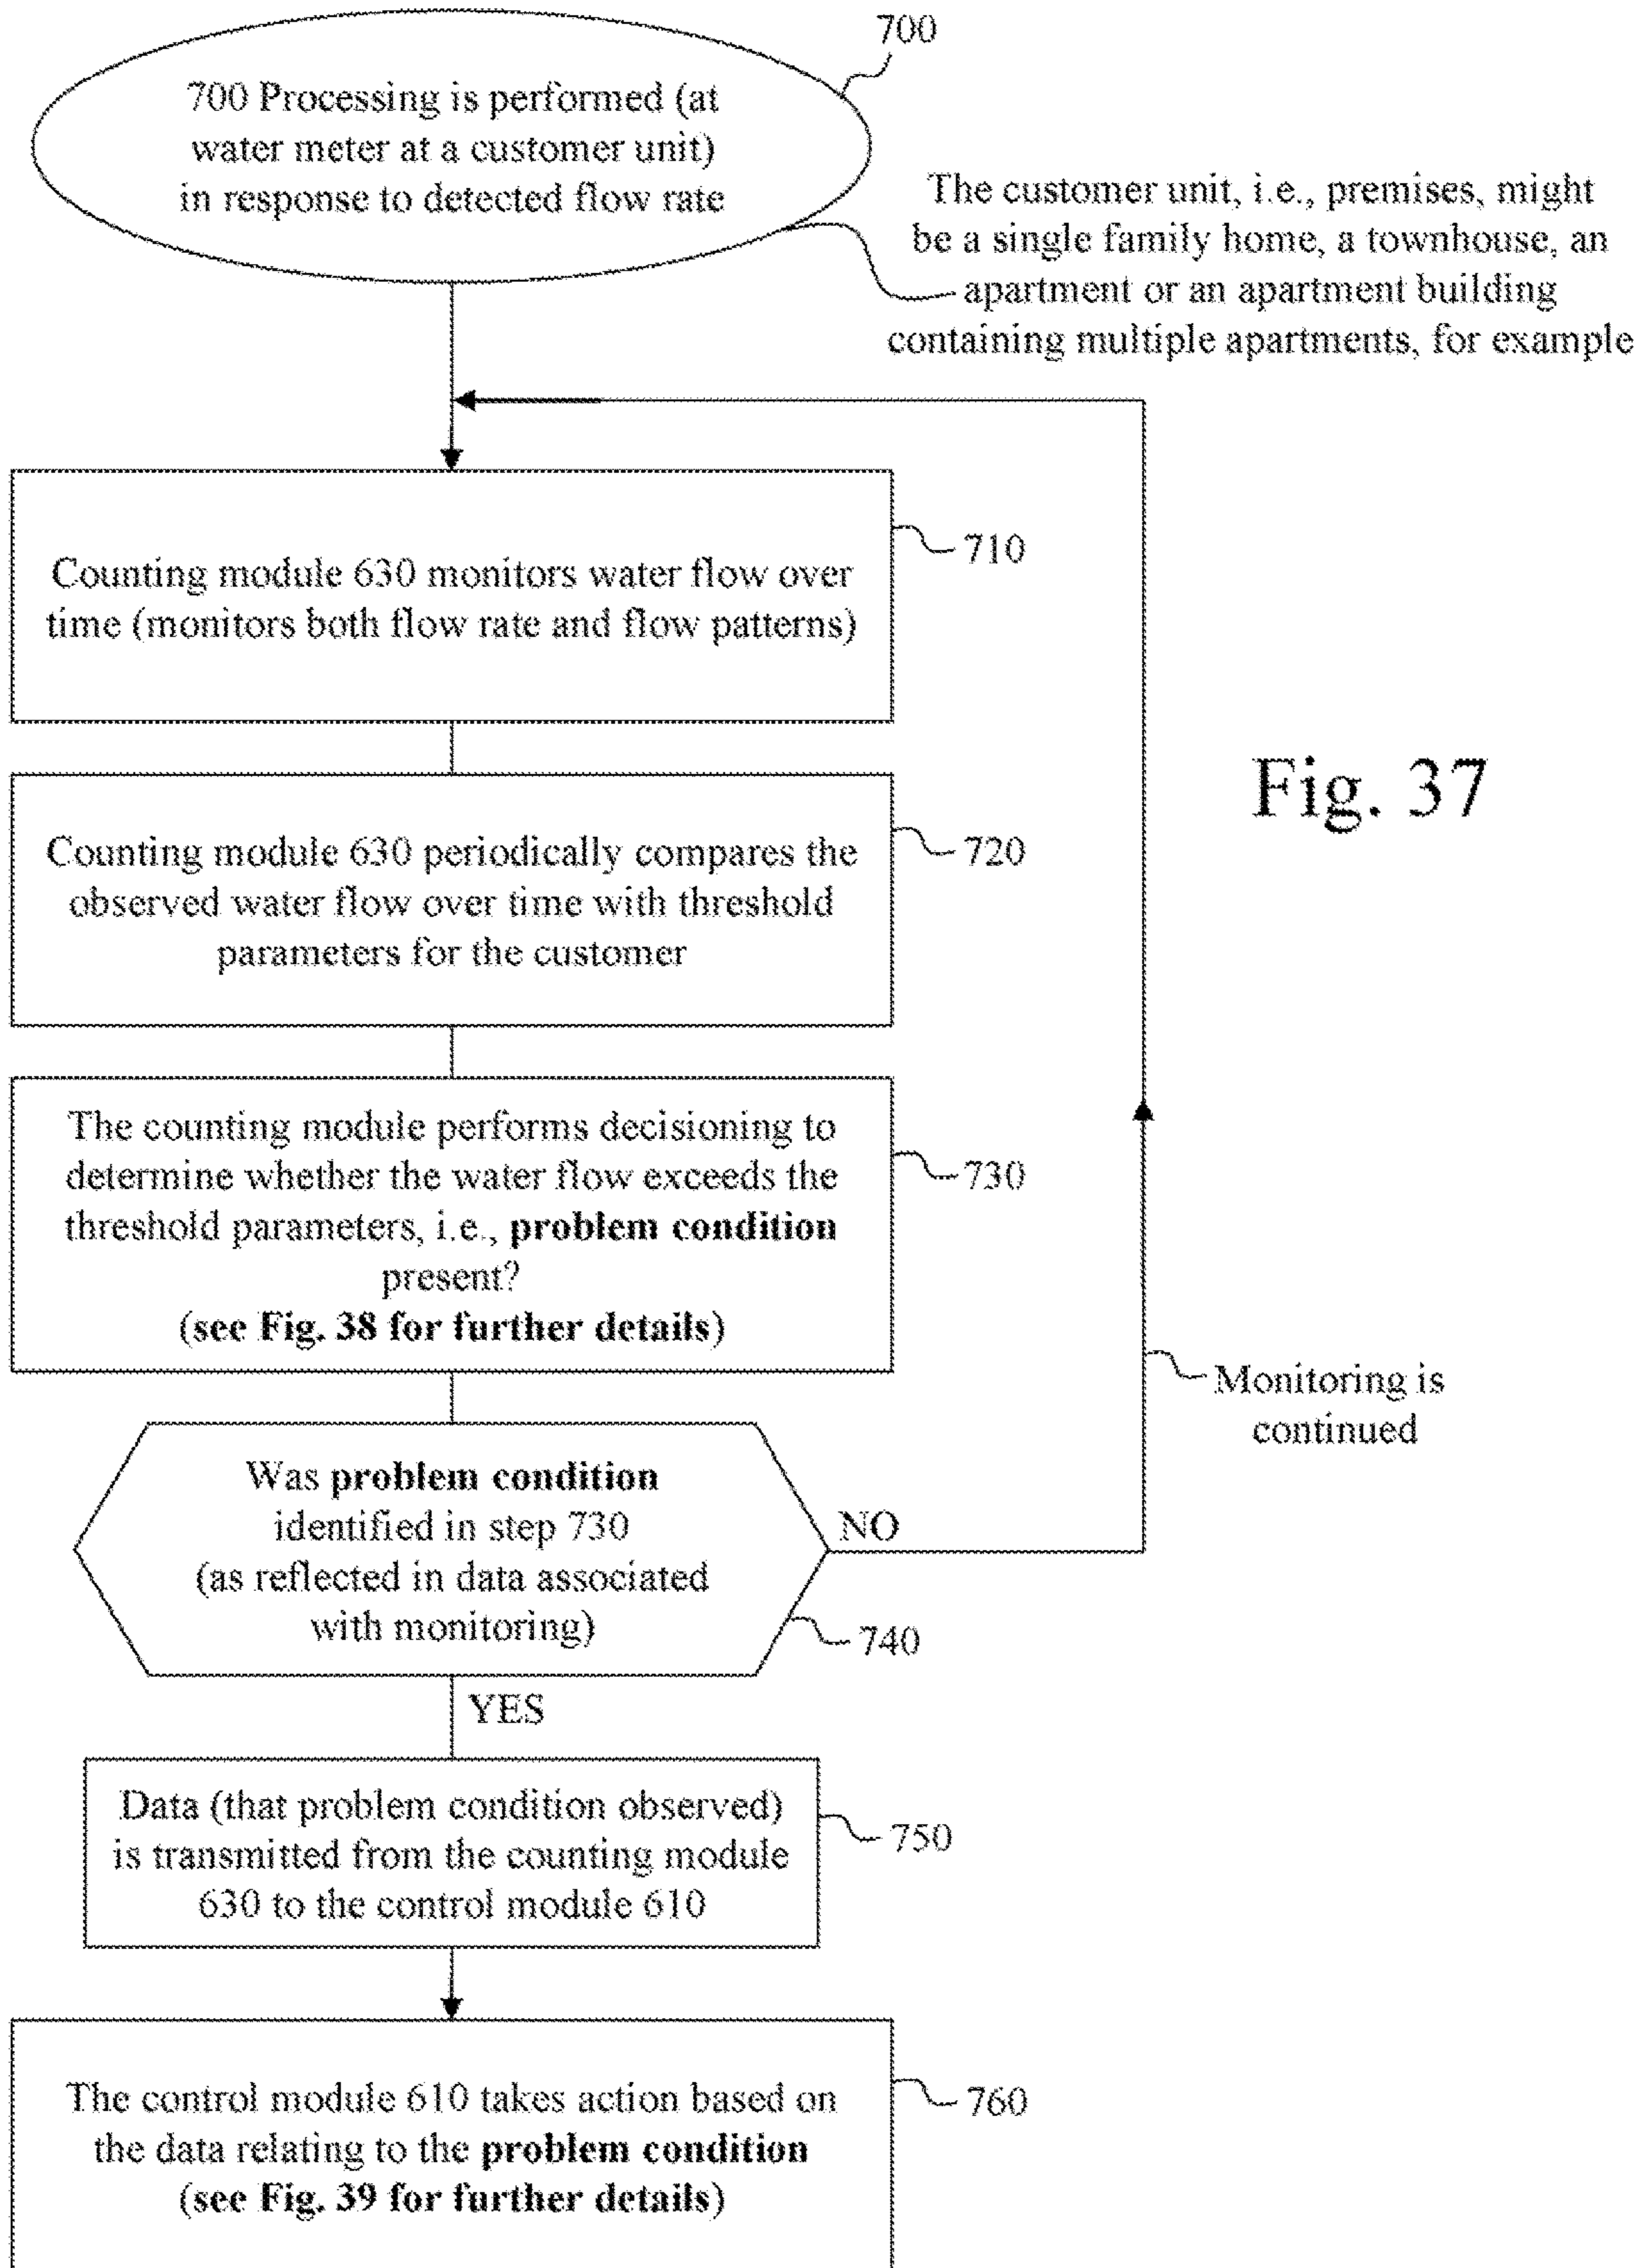 700
700 Processing is performed (at
water meter at a customer unit)
in response to detected flow rate
The customer unit, i.e., premises, might
be a single family home, a townhouse, an
apartment or an apartment building
containing multiple apartments, for example
Counting module 630 monitors water flow over
time (monitors both flow rate and flow patterns)
710
Fig. 37
Counting module 630 periodically compares the
observed water flow over time with threshold
parameters for the customer
720
The counting module performs decisioning to
determine whether the water flow exceeds the
threshold parameters, i.e., problem condition
present?
(see Fig. 38 for further details)
730
Monitoring is
continued
Was problem condition
identified in step 730
(as reflected in data associated
with monitoring)
NO
740
YES
Data (that problem condition observed)
is transmitted from the counting module
630 to the control module 610
750
The control module 610 takes action based on
the data relating to the problem condition
(see Fig. 39 for further details)
760